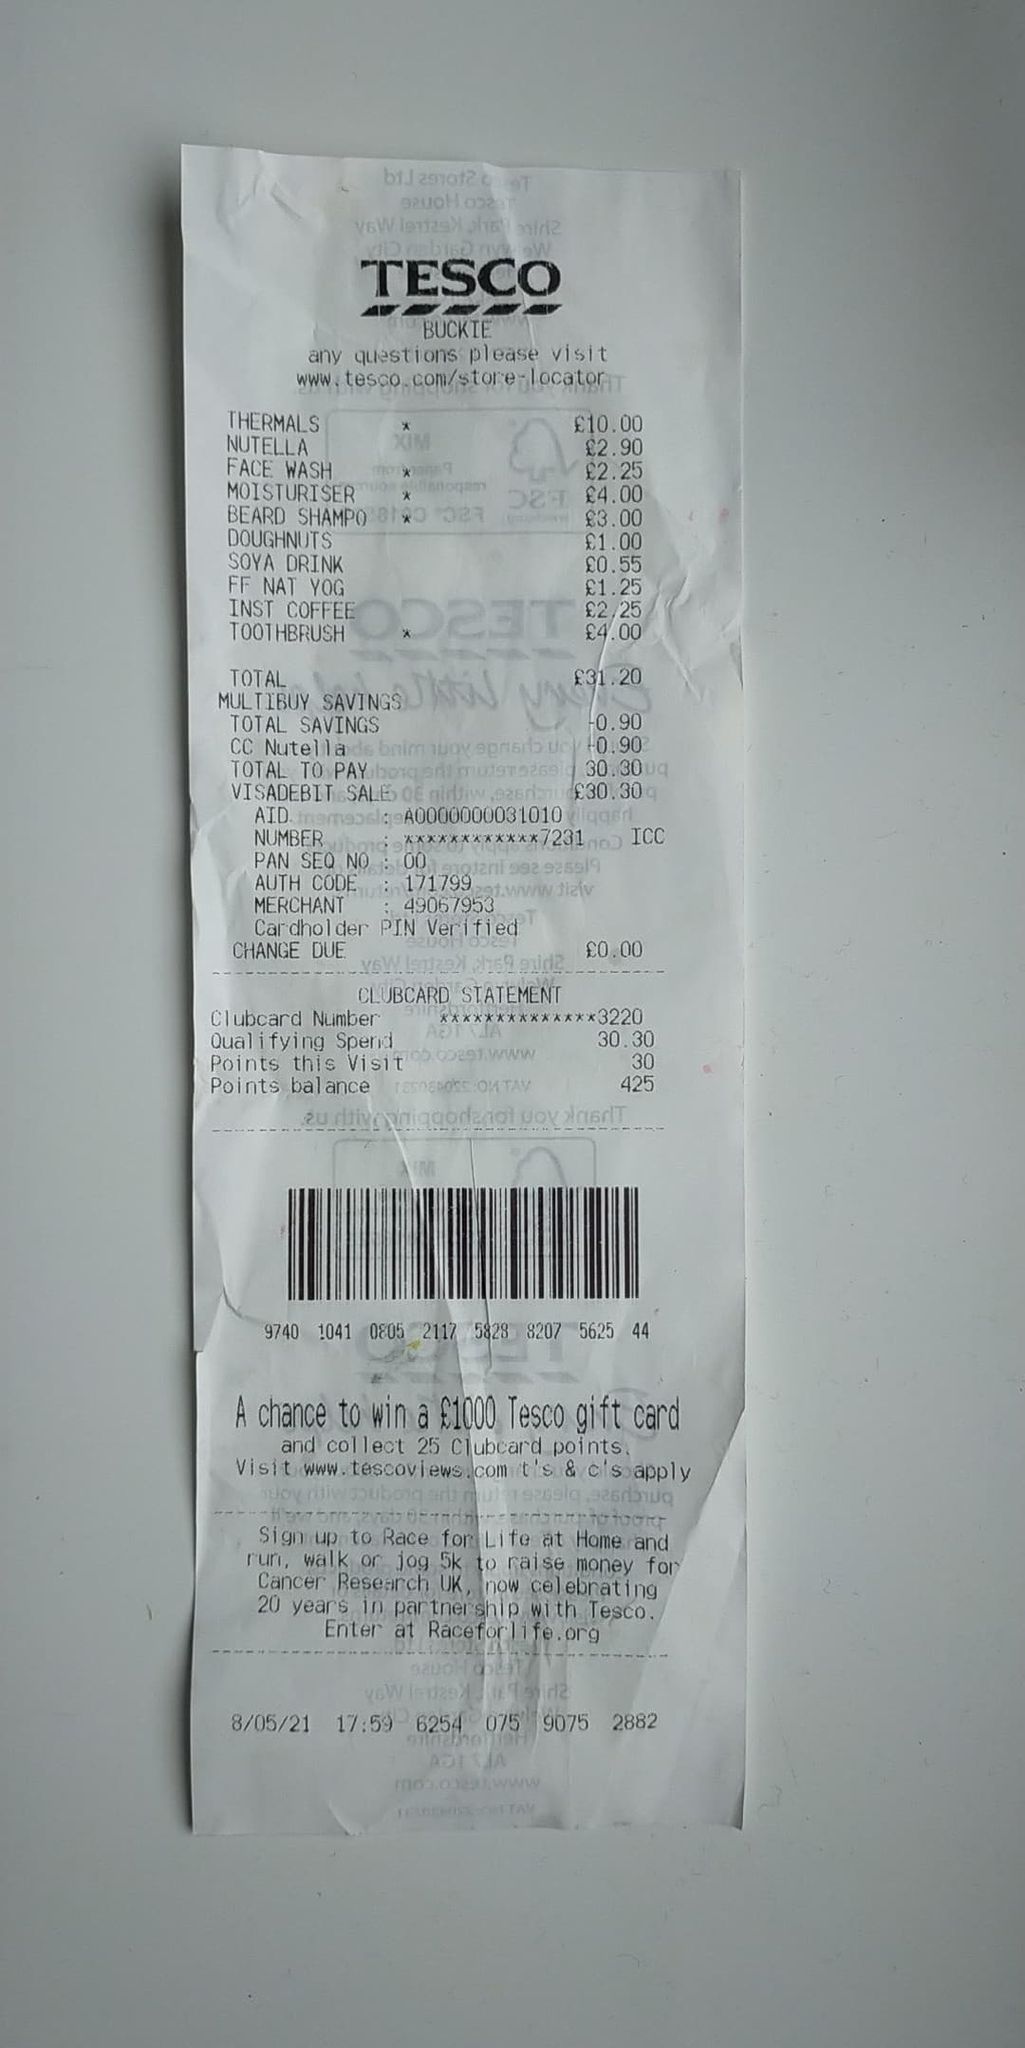 TESCO
BUCKIE
any questions please visit
www.tesco.com/store-locator
THERMALS * £10.00
NUTELLA £2.90
FACE WASH * £2.25
MOISTURISER * £4.00
BEARD SHAMPO * £3.00
DOUGHNUTS £1.00
SOYA DRINK £0.55
FF NAT YOG £1.25
INST COFFEE £2.25
TOOTHBRUSH * £4.00
TOTAL £31.20
MULTIBUY SAVINGS
TOTAL SAVINGS -0.90
CC Nutella -0.90
TOTAL TO PAY 30.30
VISADEBIT SALE £30.30
AID : A0000000031010
NUMBER : ************7231 ICC
PAN SEQ NO : 00
AUTH CODE : 171799
MERCHANT : 49067953
Cardholder PIN Verified
CHANGE DUE £0.00
CLUBCARD STATEMENT
Clubcard Number **************3220
Qualifying Spend 30.30
Points this Visit 30
Points balance 425
9740 1041 0805 2117 5828 8207 5625 44
A chance to win a £1000 Tesco gift card
and collect 25 Clubcard points.
Visit www.tescoviews.com t's & c's apply
Sign up to Race for Life at Home and
run, walk or jog 5k to raise money for
Cancer Research UK, now celebrating
20 years in partnership with Tesco.
Enter at Raceforlife.org
8/05/21 17:59 6254 075 9075 2882